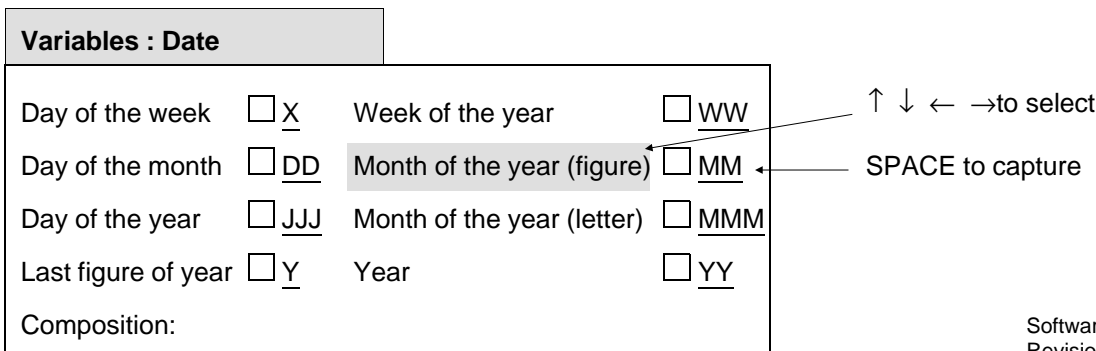 Variables : Date
Day of the week X Week of the year WW ↑ ↓ ← →to select
Day of the month DD Month of the year (figure) MM SPACE to capture
Day of the year JJJ Month of the year (letter) MMM
Last figure of year Y Year YY
Composition: